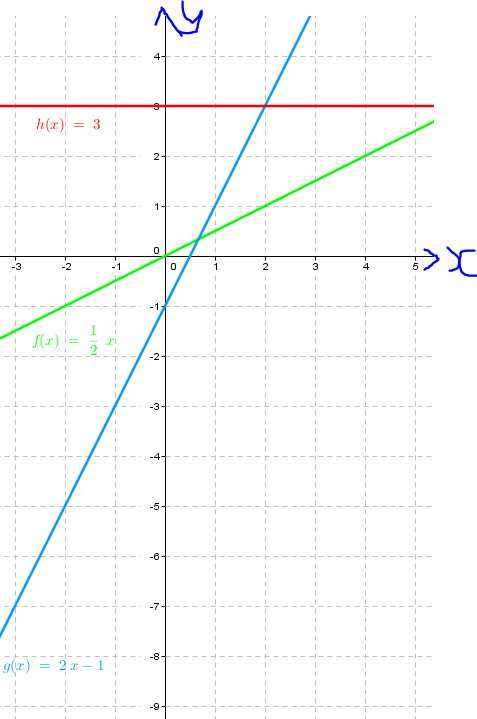 y
4
3
h(x) = 3
2
1
0
-3 -2 -1 0 1 2 3 4 5 x
-1
f(x) = 1/2 x
-2
-3
-4
-5
-6
-7
-8
g(x) = 2x − 1
-9